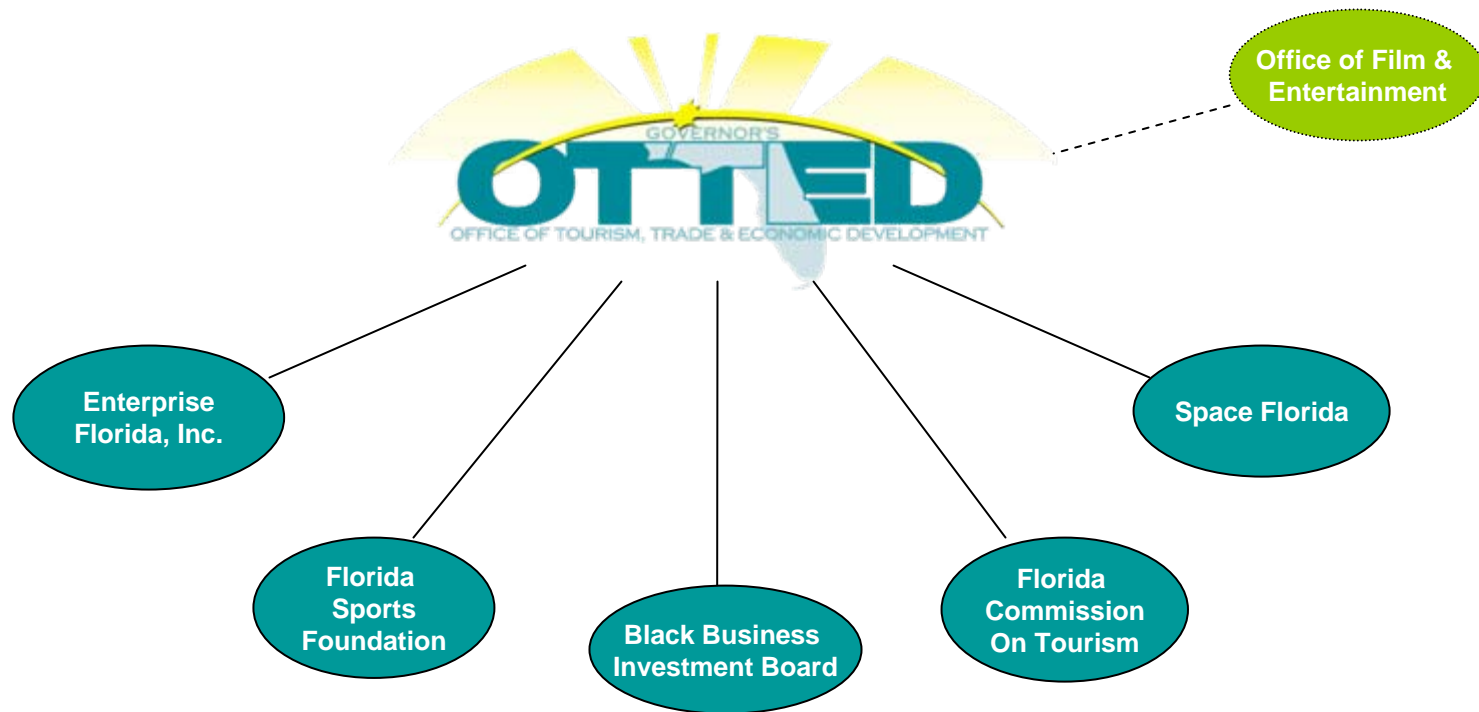 Office of Film &
Entertainment
GOVERNOR'S
OTTED
OFFICE OF TOURISM, TRADE & ECONOMIC DEVELOPMENT
Enterprise
Florida, Inc.
Space Florida
Florida
Sports
Foundation
Black Business
Investment Board
Florida
Commission
On Tourism